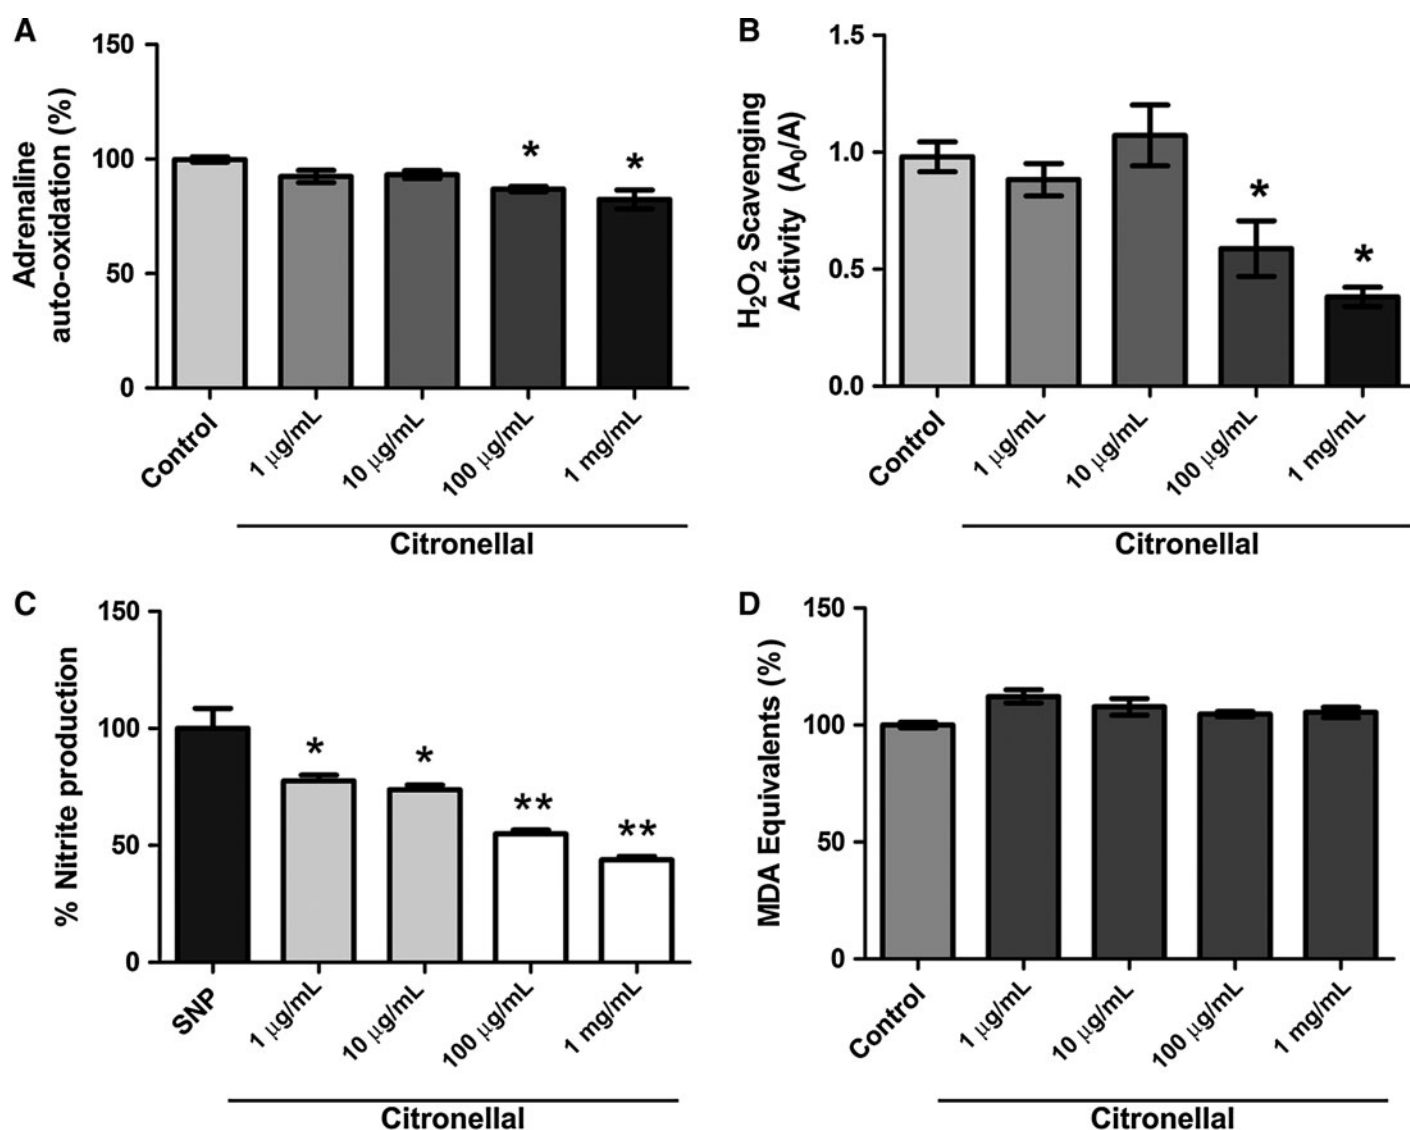 A
Adrenaline
auto-oxidation (%)
150
100
50
0
*
*
Control
1 μg/mL
10 μg/mL
100 μg/mL
1 mg/mL
Citronellal
B
H₂O₂ Scavenging
Activity (A₀/A)
1.5
1.0
0.5
0.0
*
*
Control
1 μg/mL
10 μg/mL
100 μg/mL
1 mg/mL
Citronellal
C
% Nitrite production
150
100
50
0
*
*
**
**
SNP
1 μg/mL
10 μg/mL
100 μg/mL
1 mg/mL
Citronellal
D
MDA Equivalents (%)
150
100
50
0
Control
1 μg/mL
10 μg/mL
100 μg/mL
1 mg/mL
Citronellal